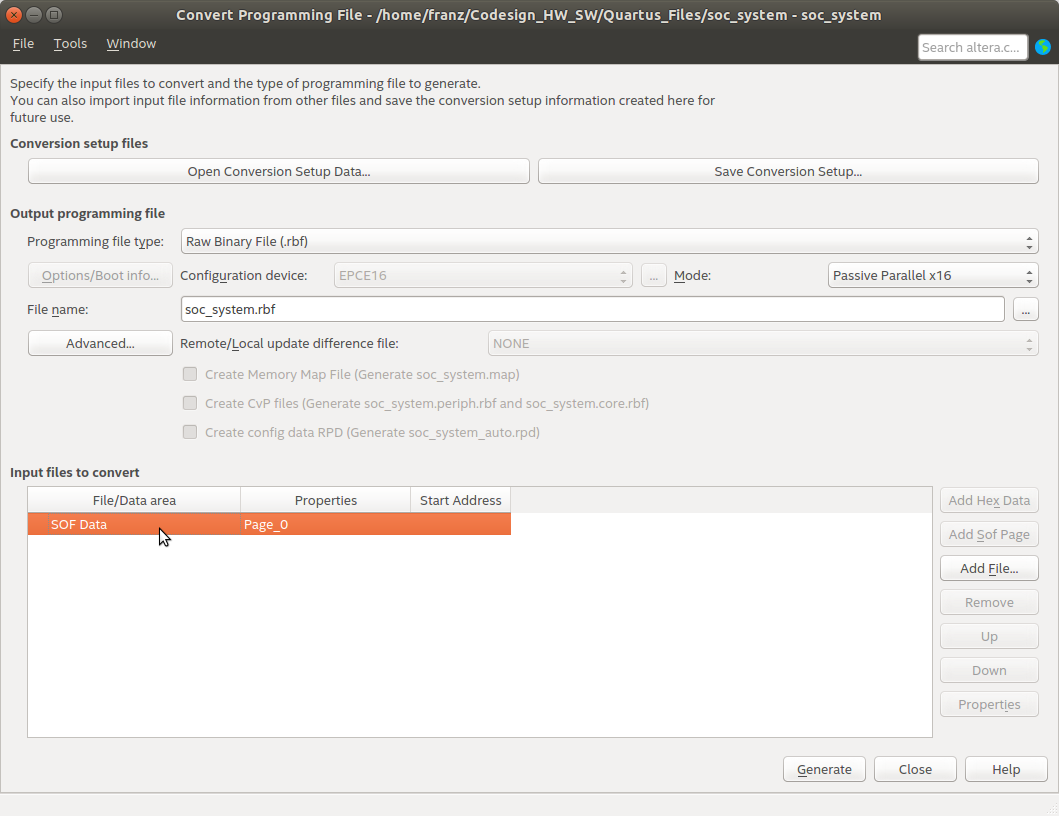 Convert Programming File - /home/franz/Codesign_HW_SW/Quartus_Files/soc_system - soc_system
File Tools Window Search altera.c...
Specify the input files to convert and the type of programming file to generate.
You can also import input file information from other files and save the conversion setup information created here for
future use.
Conversion setup files
Open Conversion Setup Data... Save Conversion Setup...
Output programming file
Programming file type: Raw Binary File (.rbf)
Options/Boot info... Configuration device: EPCE16 ... Mode: Passive Parallel x16
File name: soc_system.rbf ...
Advanced... Remote/Local update difference file: NONE
Create Memory Map File (Generate soc_system.map)
Create CvP files (Generate soc_system.periph.rbf and soc_system.core.rbf)
Create config data RPD (Generate soc_system_auto.rpd)
Input files to convert
File/Data area Properties Start Address Add Hex Data
SOF Data Page_0
Add Sof Page
Add File...
Remove
Up
Down
Properties
Generate Close Help